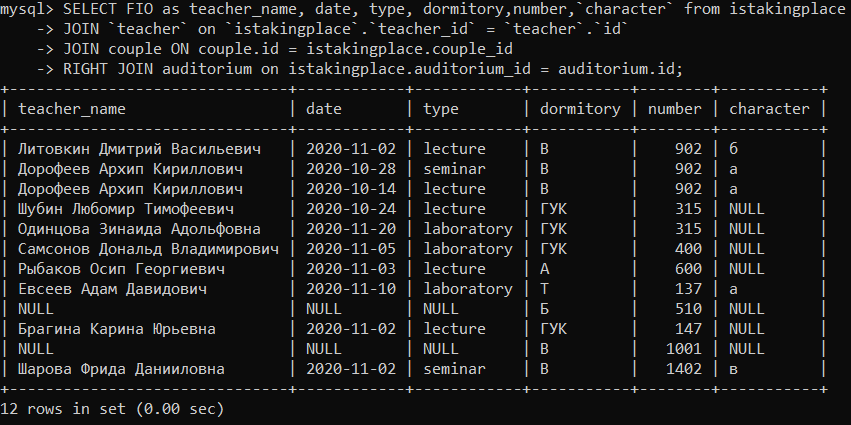 mysql> SELECT FIO as teacher_name, date, type, dormitory,number,`character` from istakingplace
    -> JOIN `teacher` on `istakingplace`.`teacher_id` = `teacher`.`id`
    -> JOIN couple ON couple.id = istakingplace.couple_id
    -> RIGHT JOIN auditorium on istakingplace.auditorium_id = auditorium.id;
+------------------------------+------------+------------+-----------+--------+-----------+
| teacher_name                 | date       | type       | dormitory | number | character |
+------------------------------+------------+------------+-----------+--------+-----------+
| Литовкин Дмитрий Васильевич  | 2020-11-02 | lecture    | В         |    902 | б         |
| Дорофеев Архип Кириллович    | 2020-10-28 | seminar    | В         |    902 | а         |
| Дорофеев Архип Кириллович    | 2020-10-14 | lecture    | В         |    902 | а         |
| Шубин Любомир Тимофеевич     | 2020-10-24 | lecture    | ГУК       |    315 | NULL      |
| Одинцова Зинаида Адольфовна  | 2020-11-20 | laboratory | ГУК       |    315 | NULL      |
| Самсонов Дональд Владимирович | 2020-11-05 | laboratory | ГУК       |    400 | NULL      |
| Рыбаков Осип Георгиевич      | 2020-11-03 | lecture    | А         |    600 | NULL      |
| Евсеев Адам Давидович        | 2020-11-10 | laboratory | Т         |    137 | а         |
| NULL                         | NULL       | NULL       | Б         |    510 | NULL      |
| Брагина Карина Юрьевна       | 2020-11-02 | lecture    | ГУК       |    147 | NULL      |
| NULL                         | NULL       | NULL       | В         |   1001 | NULL      |
| Шарова Фрида Данииловна      | 2020-11-02 | seminar    | В         |   1402 | в         |
+------------------------------+------------+------------+-----------+--------+-----------+
12 rows in set (0.00 sec)